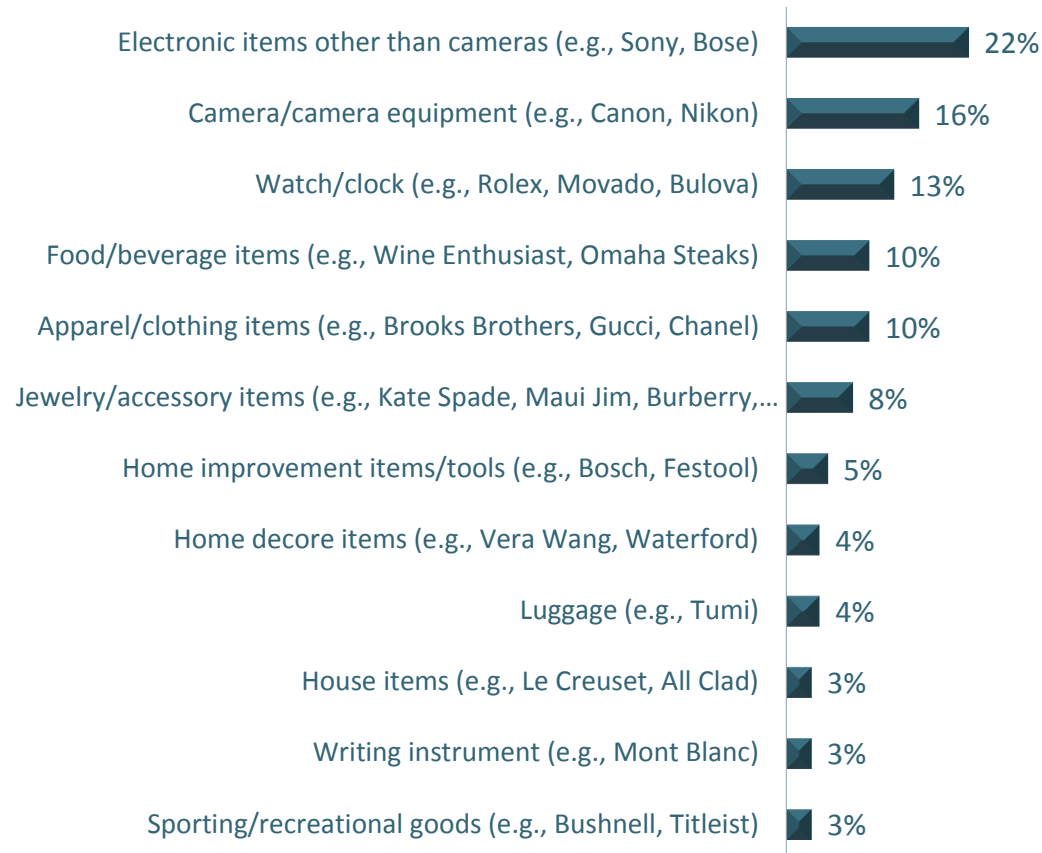 Electronic items other than cameras (e.g., Sony, Bose) 22%
Camera/camera equipment (e.g., Canon, Nikon) 16%
Watch/clock (e.g., Rolex, Movado, Bulova) 13%
Food/beverage items (e.g., Wine Enthusiast, Omaha Steaks) 10%
Apparel/clothing items (e.g., Brooks Brothers, Gucci, Chanel) 10%
Jewelry/accessory items (e.g., Kate Spade, Maui Jim, Burberry,… 8%
Home improvement items/tools (e.g., Bosch, Festool) 5%
Home decore items (e.g., Vera Wang, Waterford) 4%
Luggage (e.g., Tumi) 4%
House items (e.g., Le Creuset, All Clad) 3%
Writing instrument (e.g., Mont Blanc) 3%
Sporting/recreational goods (e.g., Bushnell, Titleist) 3%